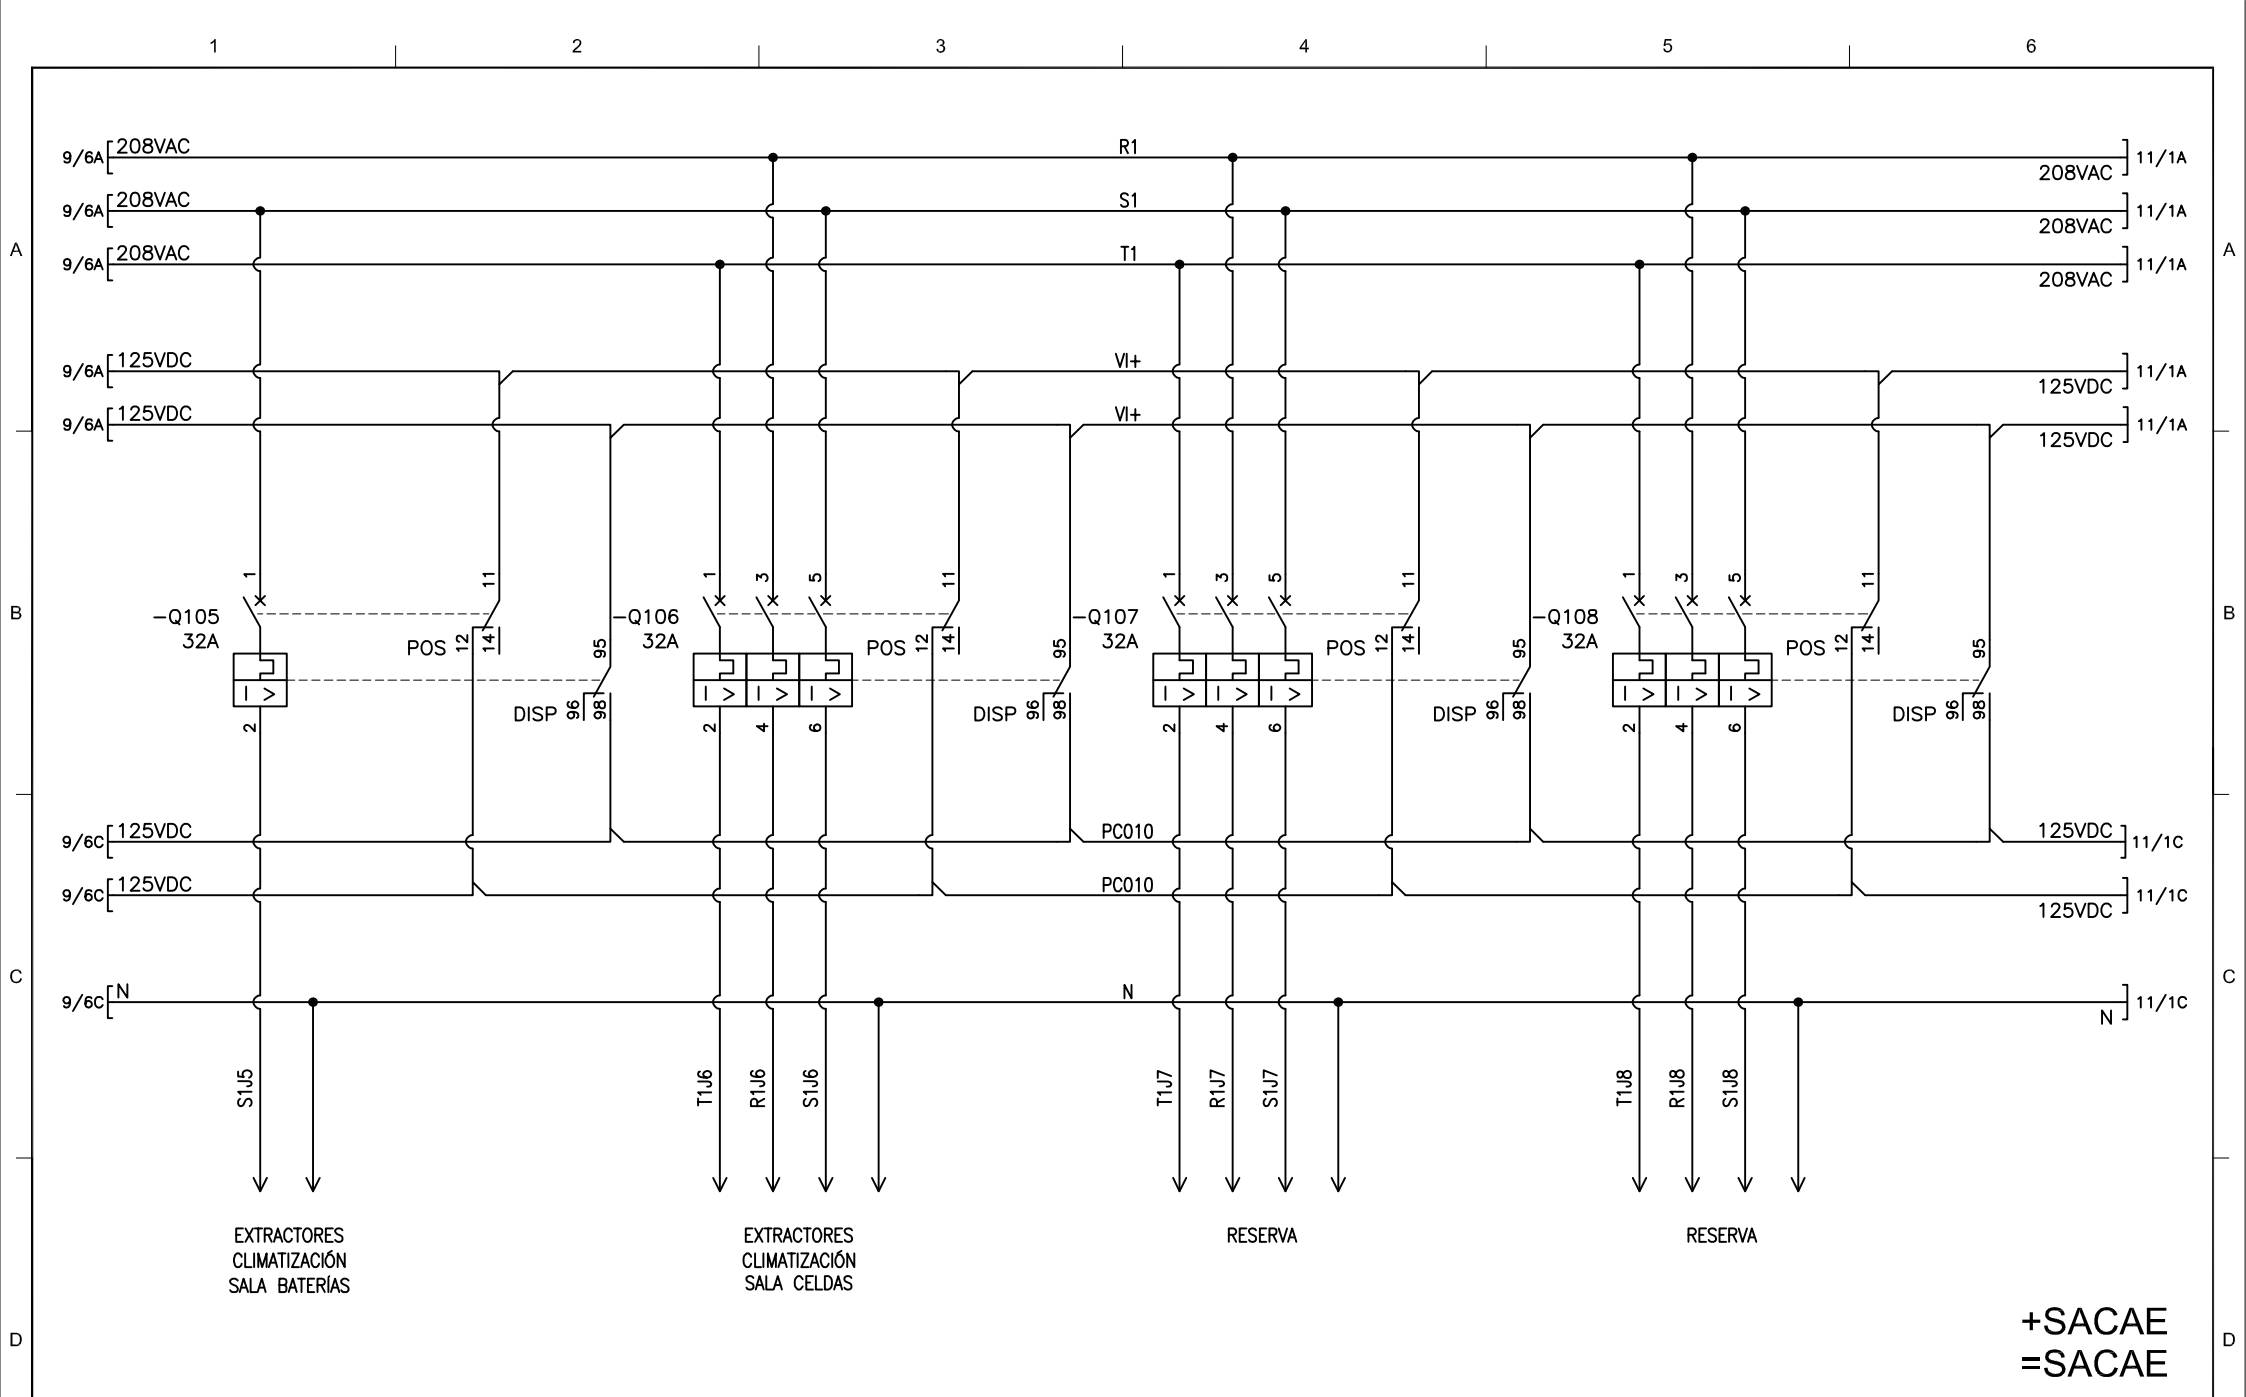 1 2 3 4 5 6
9/6A 208VAC R1 208VAC 11/1A
9/6A 208VAC S1 208VAC 11/1A
A 9/6A 208VAC T1 208VAC 11/1A A
9/6A 125VDC VI+ 125VDC 11/1A
9/6A 125VDC VI+ 125VDC 11/1A
1 11 1 3 5 11 1 3 5 11 1 3 5 11
B -Q105 -Q106 -Q107 -Q108 B
32A 32A 32A 32A
POS 12 14 95 POS 12 14 95 POS 12 14 95 POS 12 14 95
I > I > I > I > I > I > I > I > I > I >
DISP 96 98 DISP 96 98 DISP 96 98 DISP 96 98
2 2 4 6 2 4 6 2 4 6
9/6C 125VDC PC010 125VDC 11/1C
9/6C 125VDC PC010 125VDC 11/1C
C C
9/6C N N N 11/1C
S1J5 T1J6 R1J6 S1J6 T1J7 R1J7 S1J7 T1J8 R1J8 S1J8
EXTRACTORES
CLIMATIZACIÓN
SALA BATERÍAS
EXTRACTORES
CLIMATIZACIÓN
SALA CELDAS
RESERVA
RESERVA
+SACAE
D D
=SACAE